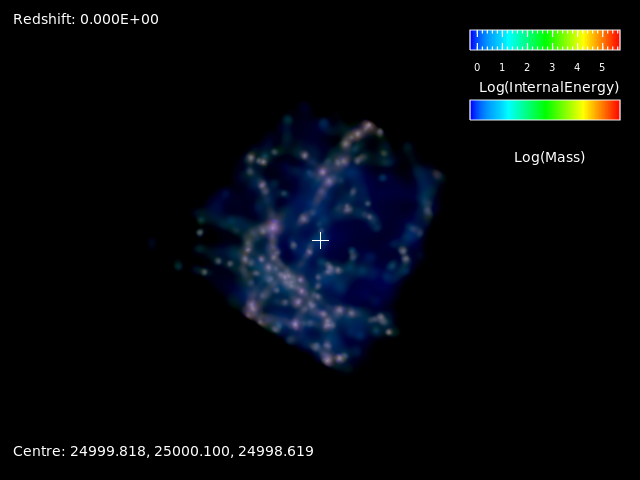 Redshift: 0.000E+00
0 1 2 3 4 5
Log(InternalEnergy)
Log(Mass)
Centre: 24999.818, 25000.100, 24998.619